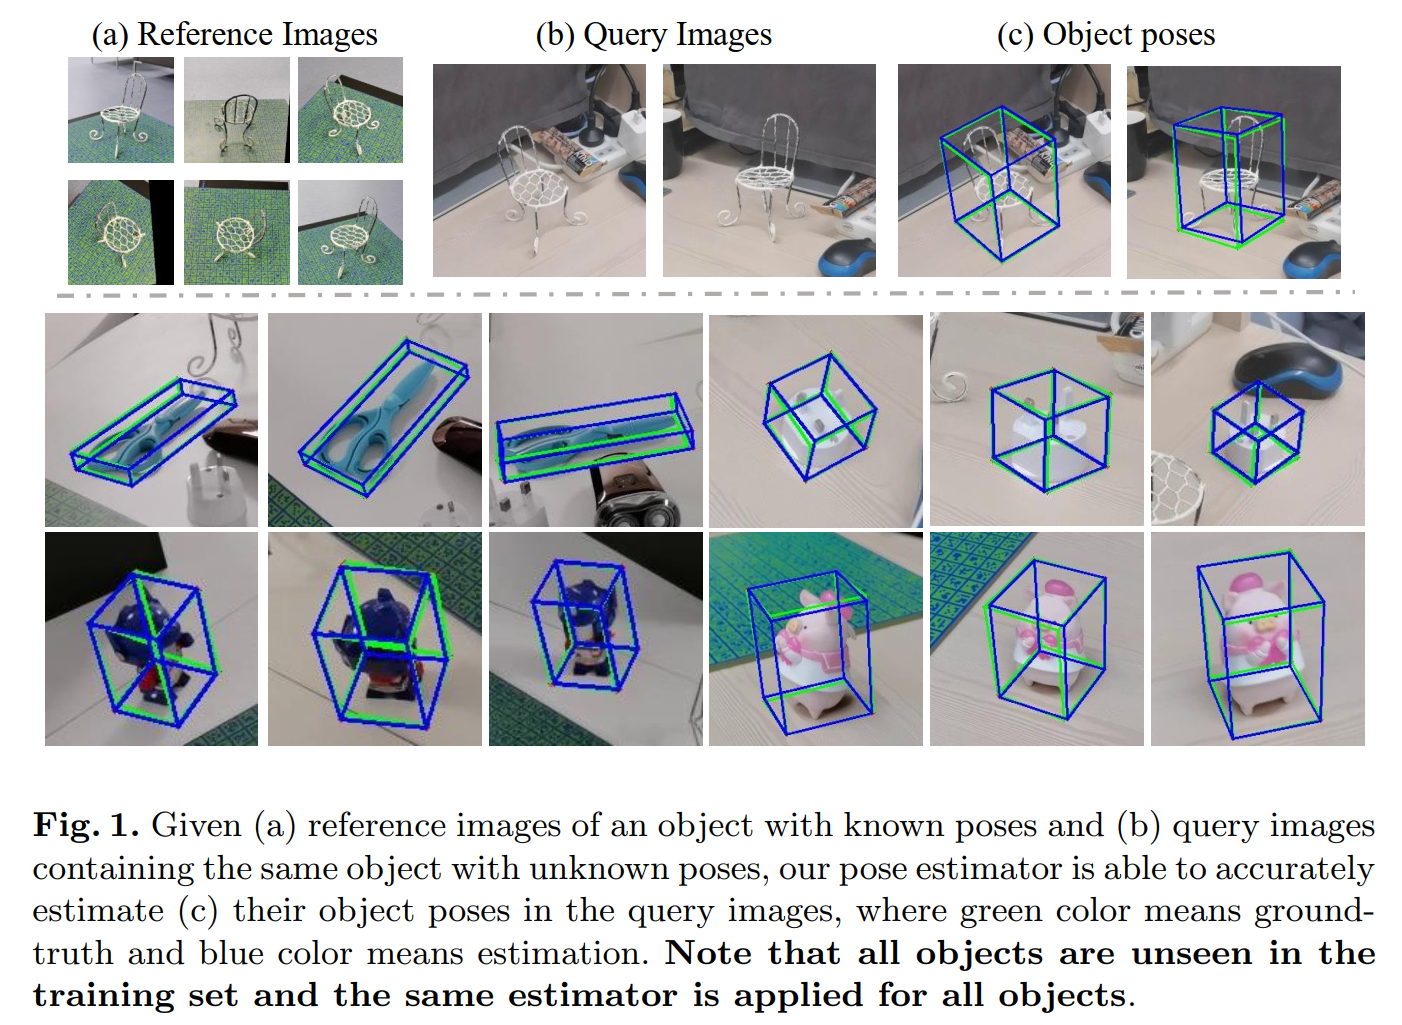 (a) Reference Images
(b) Query Images
(c) Object poses
KING
Fig. 1. Given (a) reference images of an object with known poses and (b) query images
containing the same object with unknown poses, our pose estimator is able to accurately
estimate (c) their object poses in the query images, where green color means ground-
truth and blue color means estimation. Note that all objects are unseen in the
training set and the same estimator is applied for all objects.